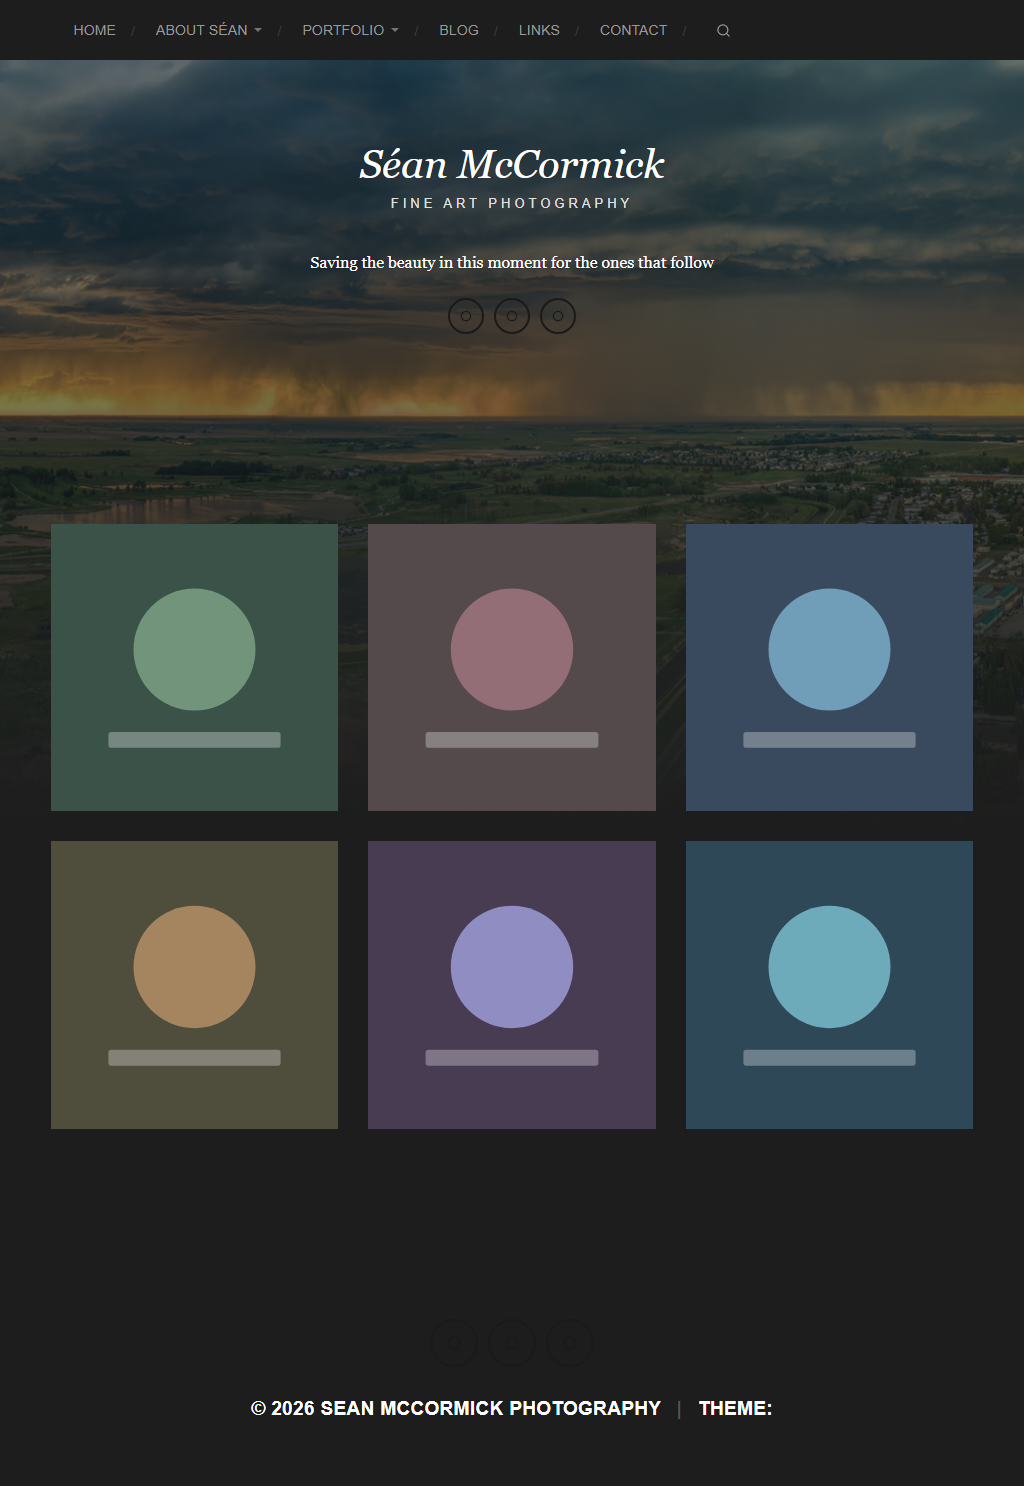 HOME / ABOUT SÉAN / PORTFOLIO / BLOG / LINKS / CONTACT /
Séan McCormick
FINE ART PHOTOGRAPHY
Saving the beauty in this moment for the ones that follow
© 2026 SEAN MCCORMICK PHOTOGRAPHY | THEME: